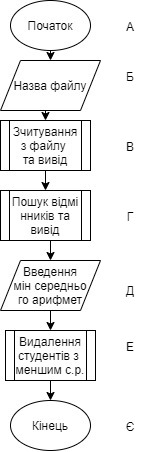 Початок
А
Назва файлу
Б
Зчитування
з файлу
та вивід
В
Пошук відмі
нників та
вивід
Г
Введення
мін середньо
го арифмет
Д
Видалення
студентів з
меншим с.р.
Е
Кінець
Є